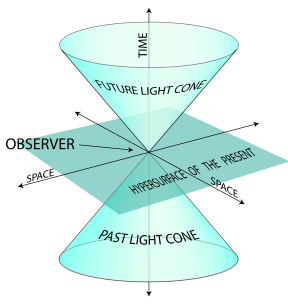 TIME
FUTURE LIGHT CONE
OBSERVER
SPACE
HYPERSURFACE OF THE PRESENT
SPACE
PAST LIGHT CONE